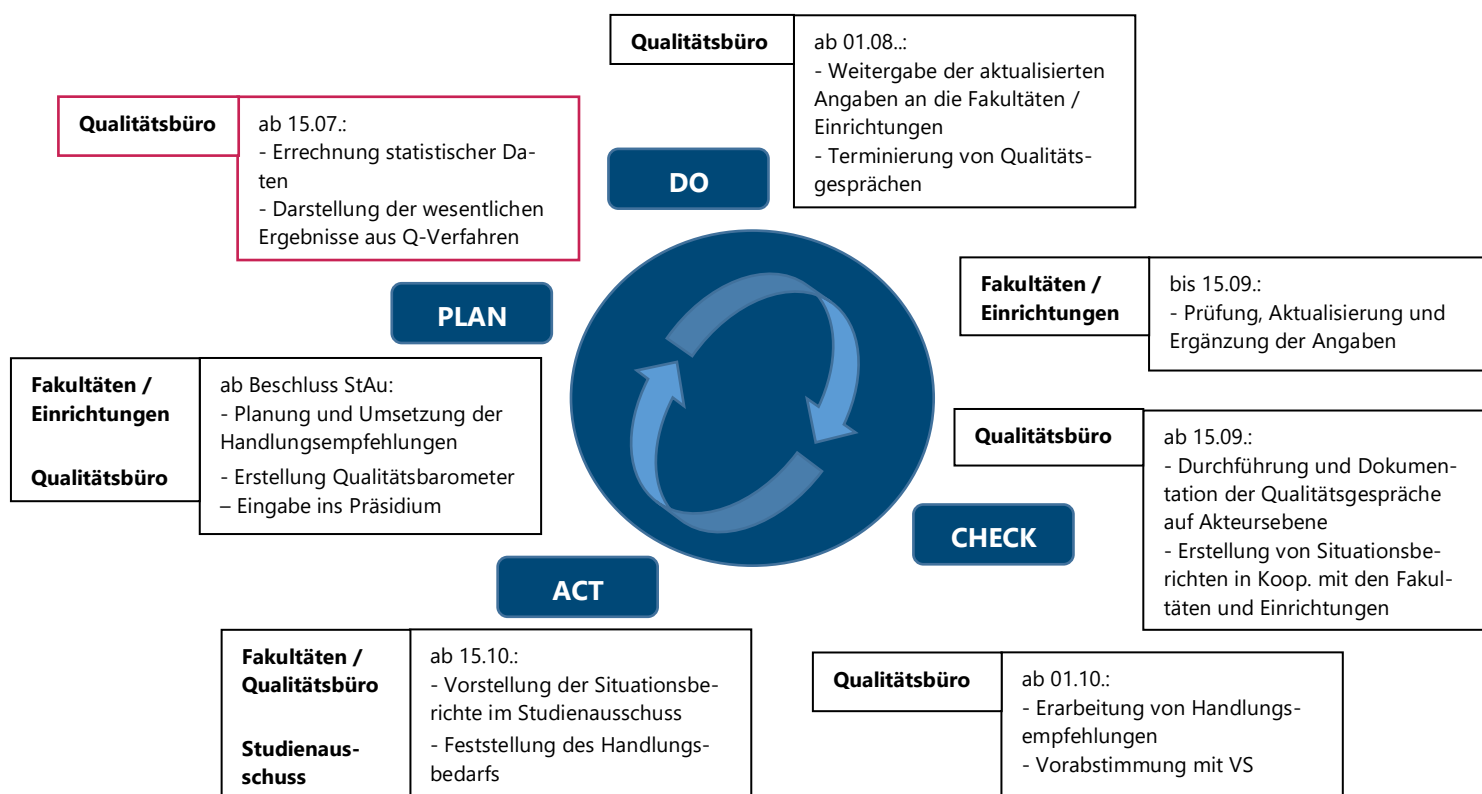 Qualitätsbüro
ab 01.08..:
- Weitergabe der aktualisierten
Angaben an die Fakultäten /
Einrichtungen
- Terminierung von Qualitäts-
gesprächen
Qualitätsbüro
ab 15.07.:
- Errechnung statistischer Da-
ten
- Darstellung der wesentlichen
Ergebnisse aus Q-Verfahren
DO
PLAN
Fakultäten /
Einrichtungen
bis 15.09.:
- Prüfung, Aktualisierung und
Ergänzung der Angaben
Fakultäten /
Einrichtungen
Qualitätsbüro
ab Beschluss StAu:
- Planung und Umsetzung der
Handlungsempfehlungen
- Erstellung Qualitätsbarometer
– Eingabe ins Präsidium
Qualitätsbüro
ab 15.09.:
- Durchführung und Dokumen-
tation der Qualitätsgespräche
auf Akteursebene
- Erstellung von Situationsbe-
richten in Koop. mit den Fakul-
täten und Einrichtungen
CHECK
ACT
Fakultäten /
Qualitätsbüro
Studienaus-
schuss
ab 15.10.:
- Vorstellung der Situationsbe-
richte im Studienausschuss
- Feststellung des Handlungs-
bedarfs
Qualitätsbüro
ab 01.10.:
- Erarbeitung von Handlungs-
empfehlungen
- Vorabstimmung mit VS